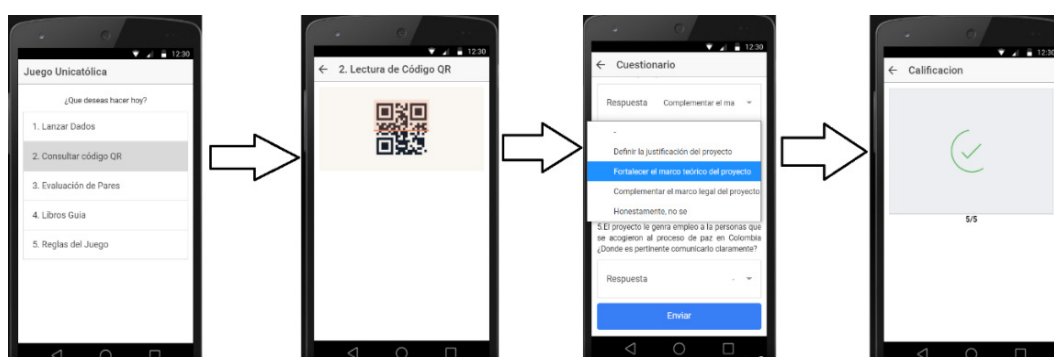 12:30
Juego Unicatólica
¿Que deseas hacer hoy?
1. Lanzar Dados
2. Consultar código QR
3. Evaluación de Pares
4. Libros Guia
5. Reglas del Juego
12:30
2. Lectura de Código QR
12:30
Cuestionario
Respuesta Complementar el ma
-
Definir la justificación del proyecto
Fortalecer el marco teórico del proyecto
Complementar el marco legal del proyecto
Honestamente, no se
5.El proyecto le genra empleo a la personas que
se acogieron al proceso de paz en Colombia
¿Donde es pertinente comunicarlo claramente?
Respuesta -
Enviar
12:30
Calificacion
5/5